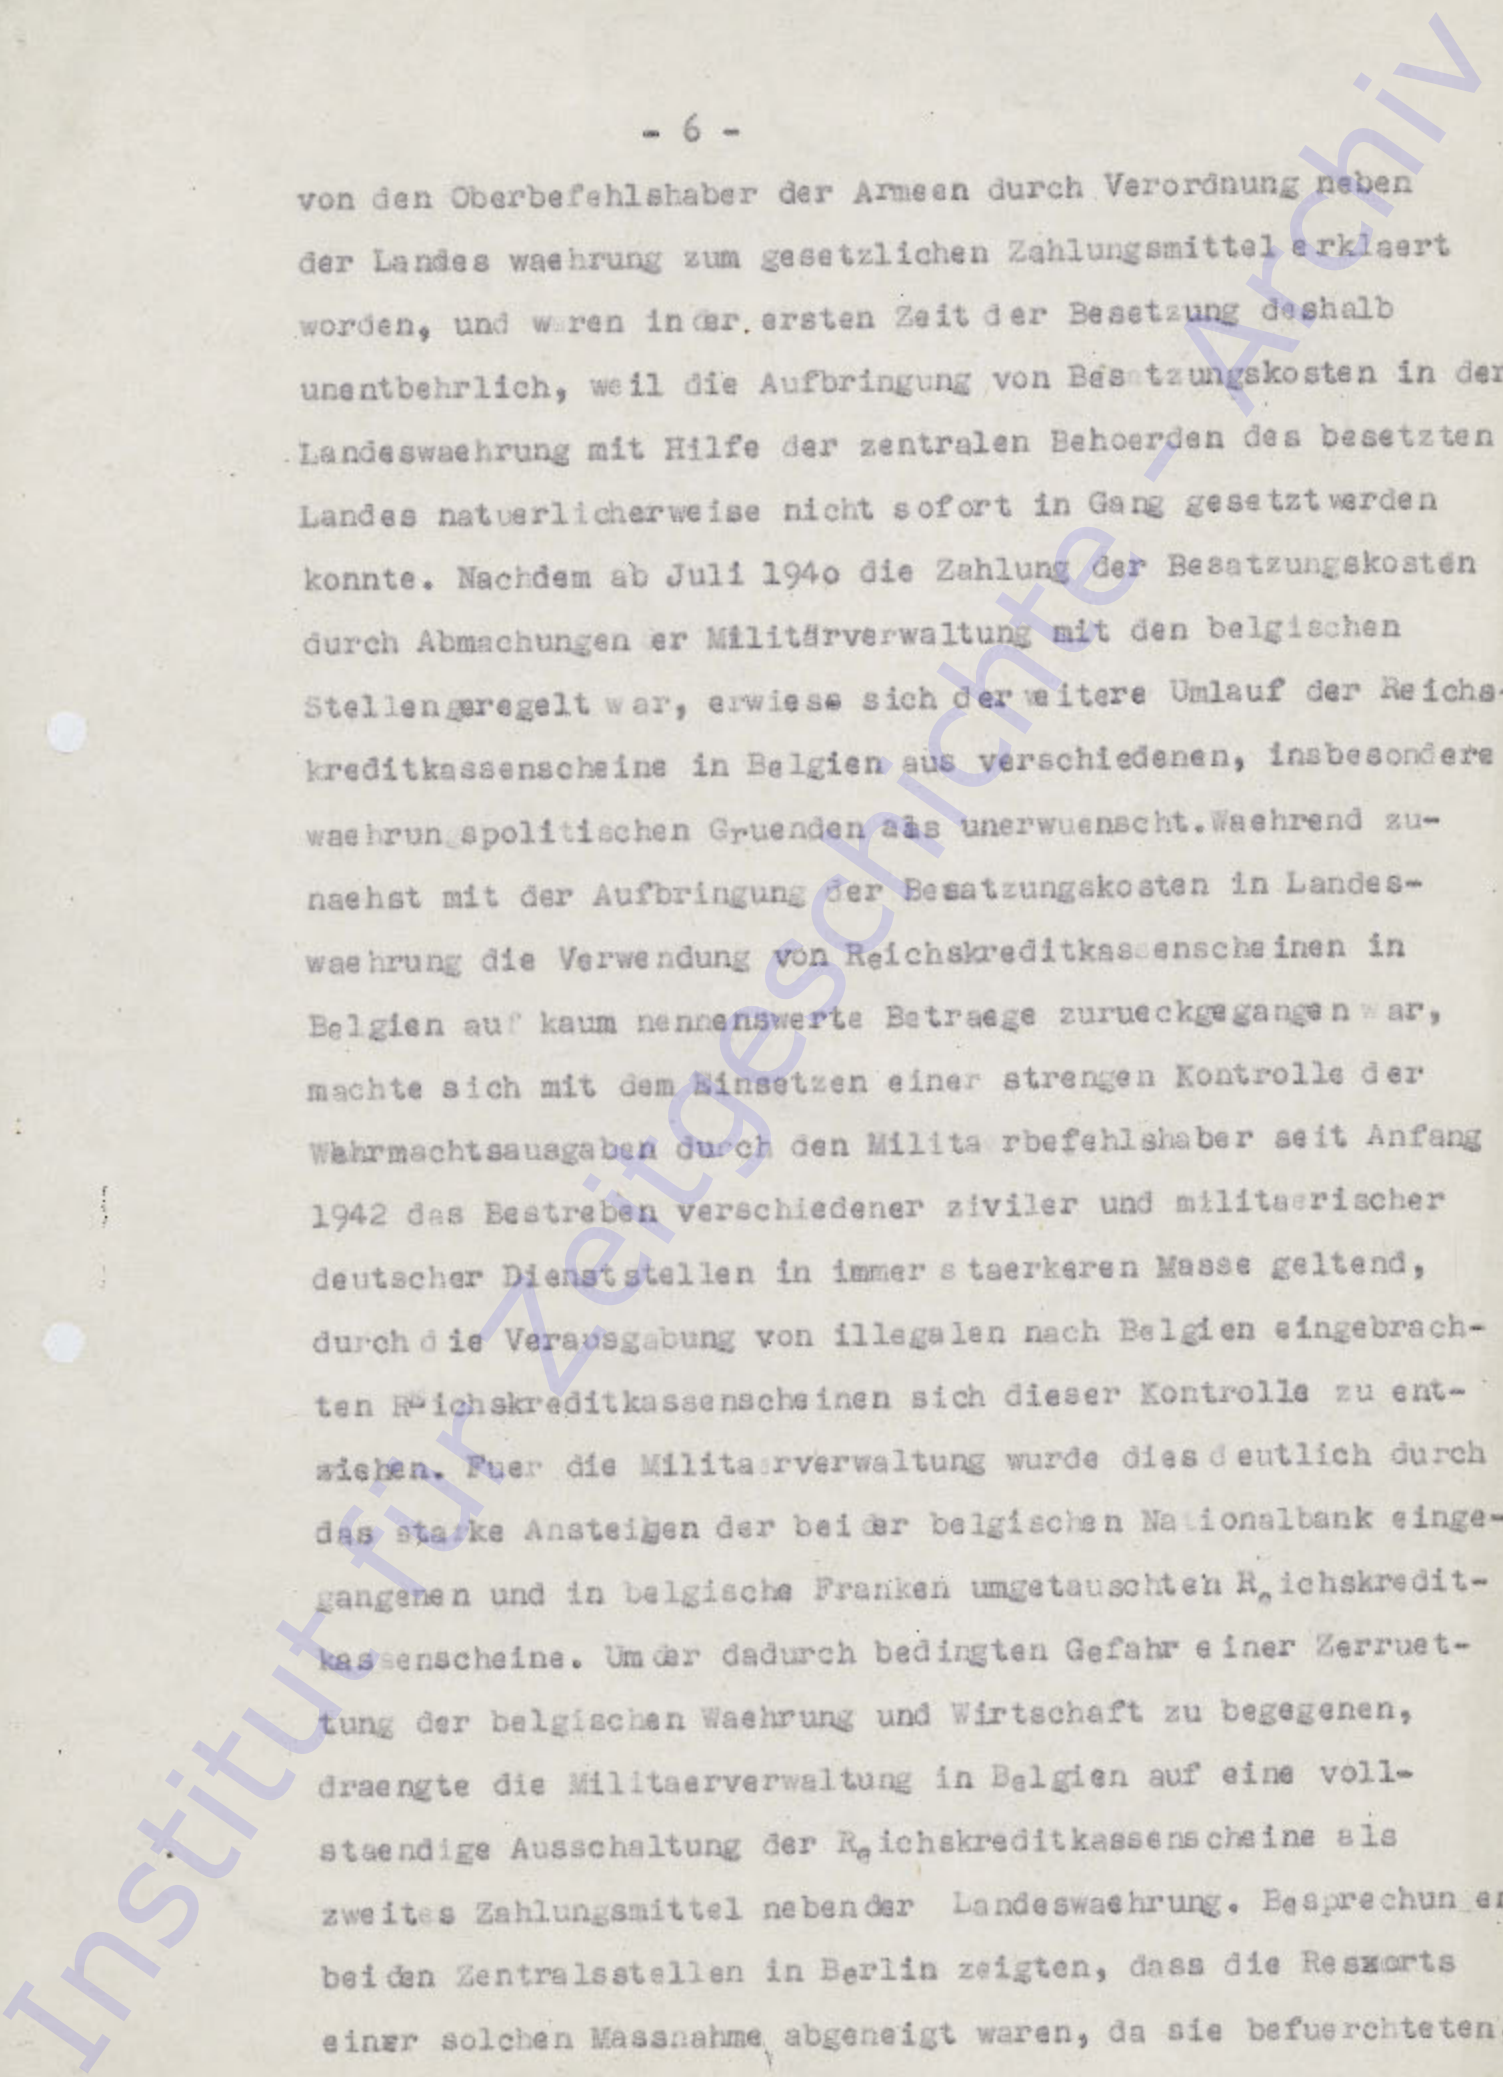 - 6 -
von den Oberbefehlshaber der Armeen durch Verordnung neben
der Landes waehrung zum gesetzlichen Zahlungsmittel erklaert
worden, und waren in der ersten Zeit der Besetzung deshalb
unentbehrlich, weil die Aufbringung von Besatzungskosten in der
Landeswaehrung mit Hilfe der zentralen Behoerden des besetzten
Landes natuerlicherweise nicht sofort in Gang gesetzt werden
konnte. Nachdem ab Juli 194o die Zahlung der Besatzungskosten
durch Abmachungen er Militärverwaltung mit den belgischen
Stellen geregelt war, erwiese sich der weitere Umlauf der Reichs-
kreditkassenscheine in Belgien aus verschiedenen, insbesondere
waehrun spolitischen Gruenden als unerwuenscht. Waehrend zu-
naehst mit der Aufbringung der Besatzungskosten in Landes-
waehrung die Verwendung von Reichskreditkassenscheinen in
Belgien auf kaum nennenswerte Betraege zurueckgegangen war,
machte sich mit dem Einsetzen einer strengen Kontrolle der
Wehrmachtsausgaben durch den Militaerbefehlshaber seit Anfang
1942 das Bestreben verschiedener ziviler und militaerischer
deutscher Dienststellen in immer staerkeren Masse geltend,
durch die Verausgabung von illegalen nach Belgien eingebrach-
ten Reichskreditkassenscheinen sich dieser Kontrolle zu ent-
ziehen. Fuer die Militaerverwaltung wurde dies deutlich durch
das starke Ansteigen der bei der belgischen Nationalbank einge-
gangenen und in belgische Franken umgetauschten Reichskredit-
kassenscheine. Um der dadurch bedingten Gefahr einer Zerruet-
tung der belgischen Waehrung und Wirtschaft zu begegenen,
draengte die Militaerverwaltung in Belgien auf eine voll-
staendige Ausschaltung der Reichskreditkassenscheine als
zweites Zahlungsmittel neben der Landeswaehrung. Besprechun en
bei den Zentralsstellen in Berlin zeigten, dass die Ressorts
einer solchen Massnahme abgeneigt waren, da sie befuerchteten
Institut für Zeitgeschichte - Archiv